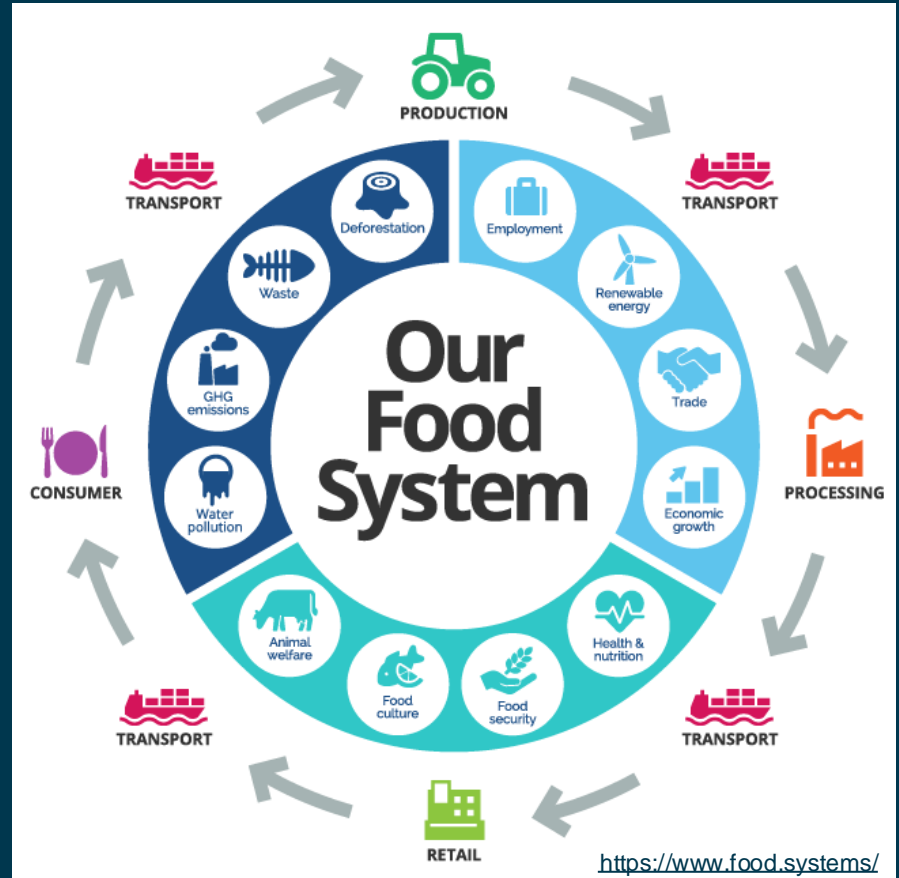 PRODUCTION
TRANSPORT
TRANSPORT
Deforestation
Employment
Waste
Renewable
energy
Our
Food
System
GHG
emissions
Trade
CONSUMER
PROCESSING
Water
pollution
Economic
growth
Animal
welfare
Health &
nutrition
Food
culture
Food
security
TRANSPORT
TRANSPORT
RETAIL
https://www.food.systems/